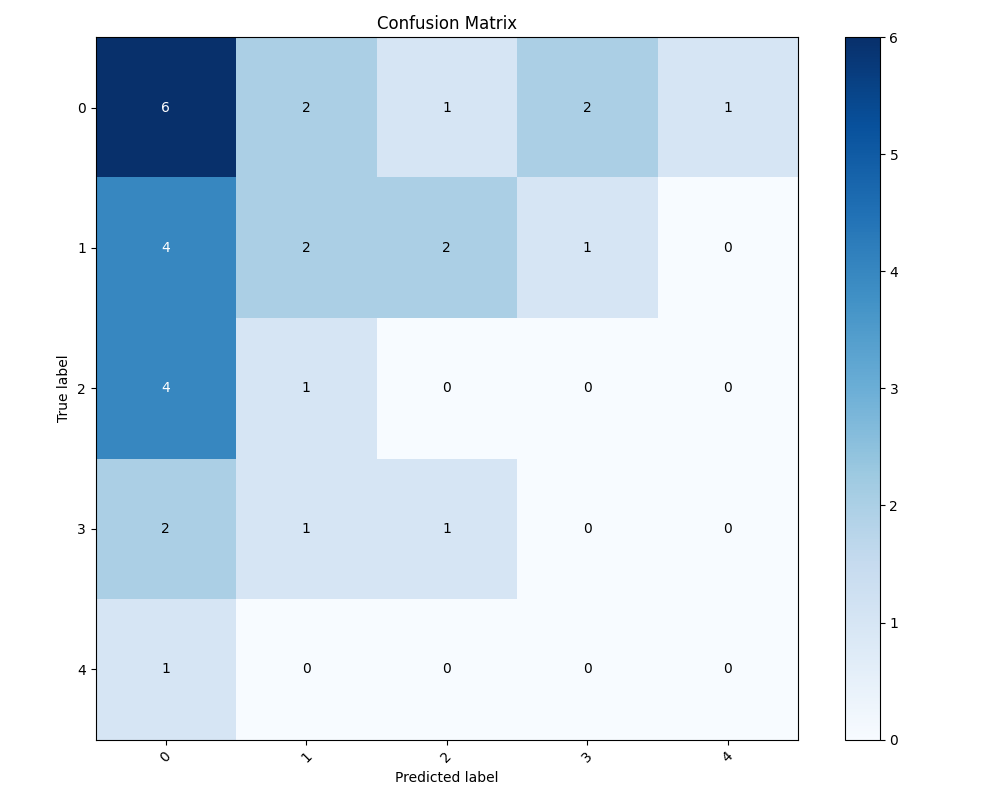 Confusion Matrix
0 6 2 1 2 1
1 4 2 2 1 0
2 4 1 0 0 0
3 2 1 1 0 0
4 1 0 0 0 0
0 1 2 3 4
True label
Predicted label
6
5
4
3
2
1
0